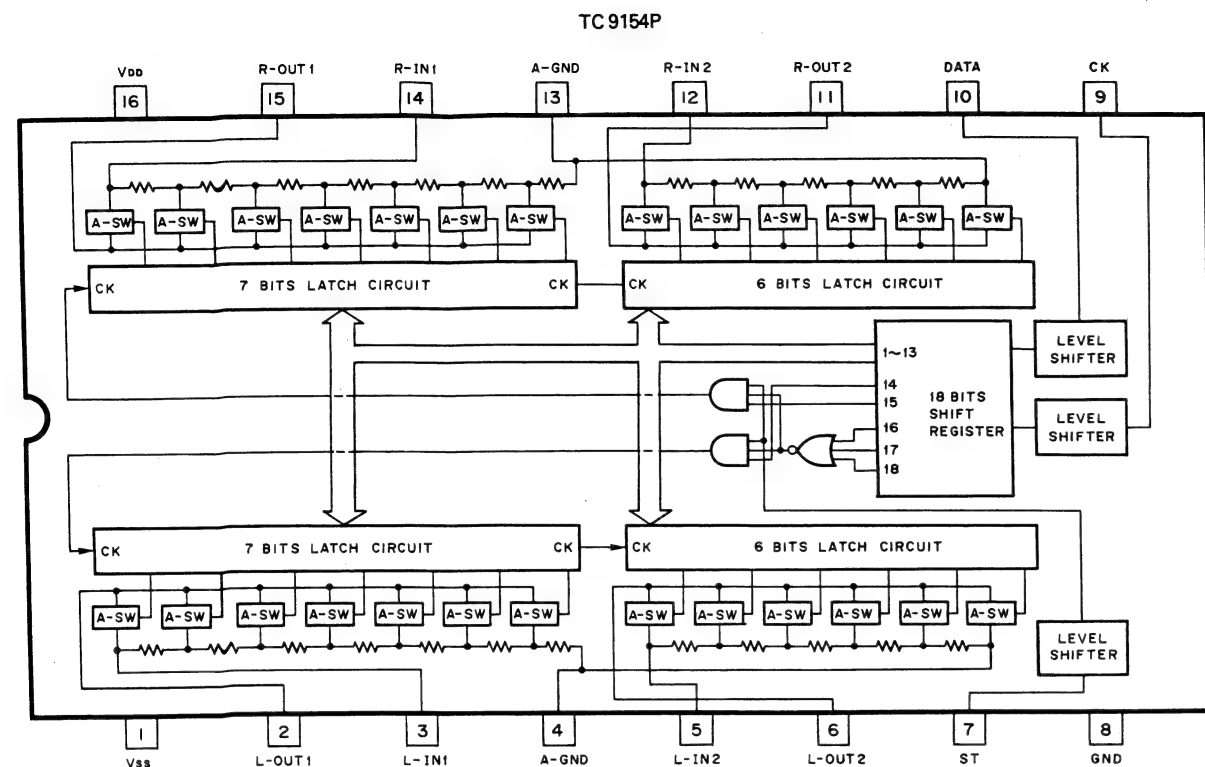 TC9154P
VDD R-OUT1 R-IN1 A-GND R-IN2 R-OUT2 DATA CK
16 15 14 13 12 11 10 9
A-SW A-SW A-SW A-SW A-SW A-SW A-SW A-SW A-SW A-SW A-SW A-SW A-SW
CK 7 BITS LATCH CIRCUIT CK CK 6 BITS LATCH CIRCUIT
1~13
14
15
16
17
18
18 BITS
SHIFT
REGISTER
LEVEL
SHIFTER
LEVEL
SHIFTER
CK 7 BITS LATCH CIRCUIT CK CK 6 BITS LATCH CIRCUIT
A-SW A-SW A-SW A-SW A-SW A-SW A-SW A-SW A-SW A-SW A-SW A-SW A-SW
LEVEL
SHIFTER
1 2 3 4 5 6 7 8
VSS L-OUT1 L-IN1 A-GND L-IN2 L-OUT2 ST GND